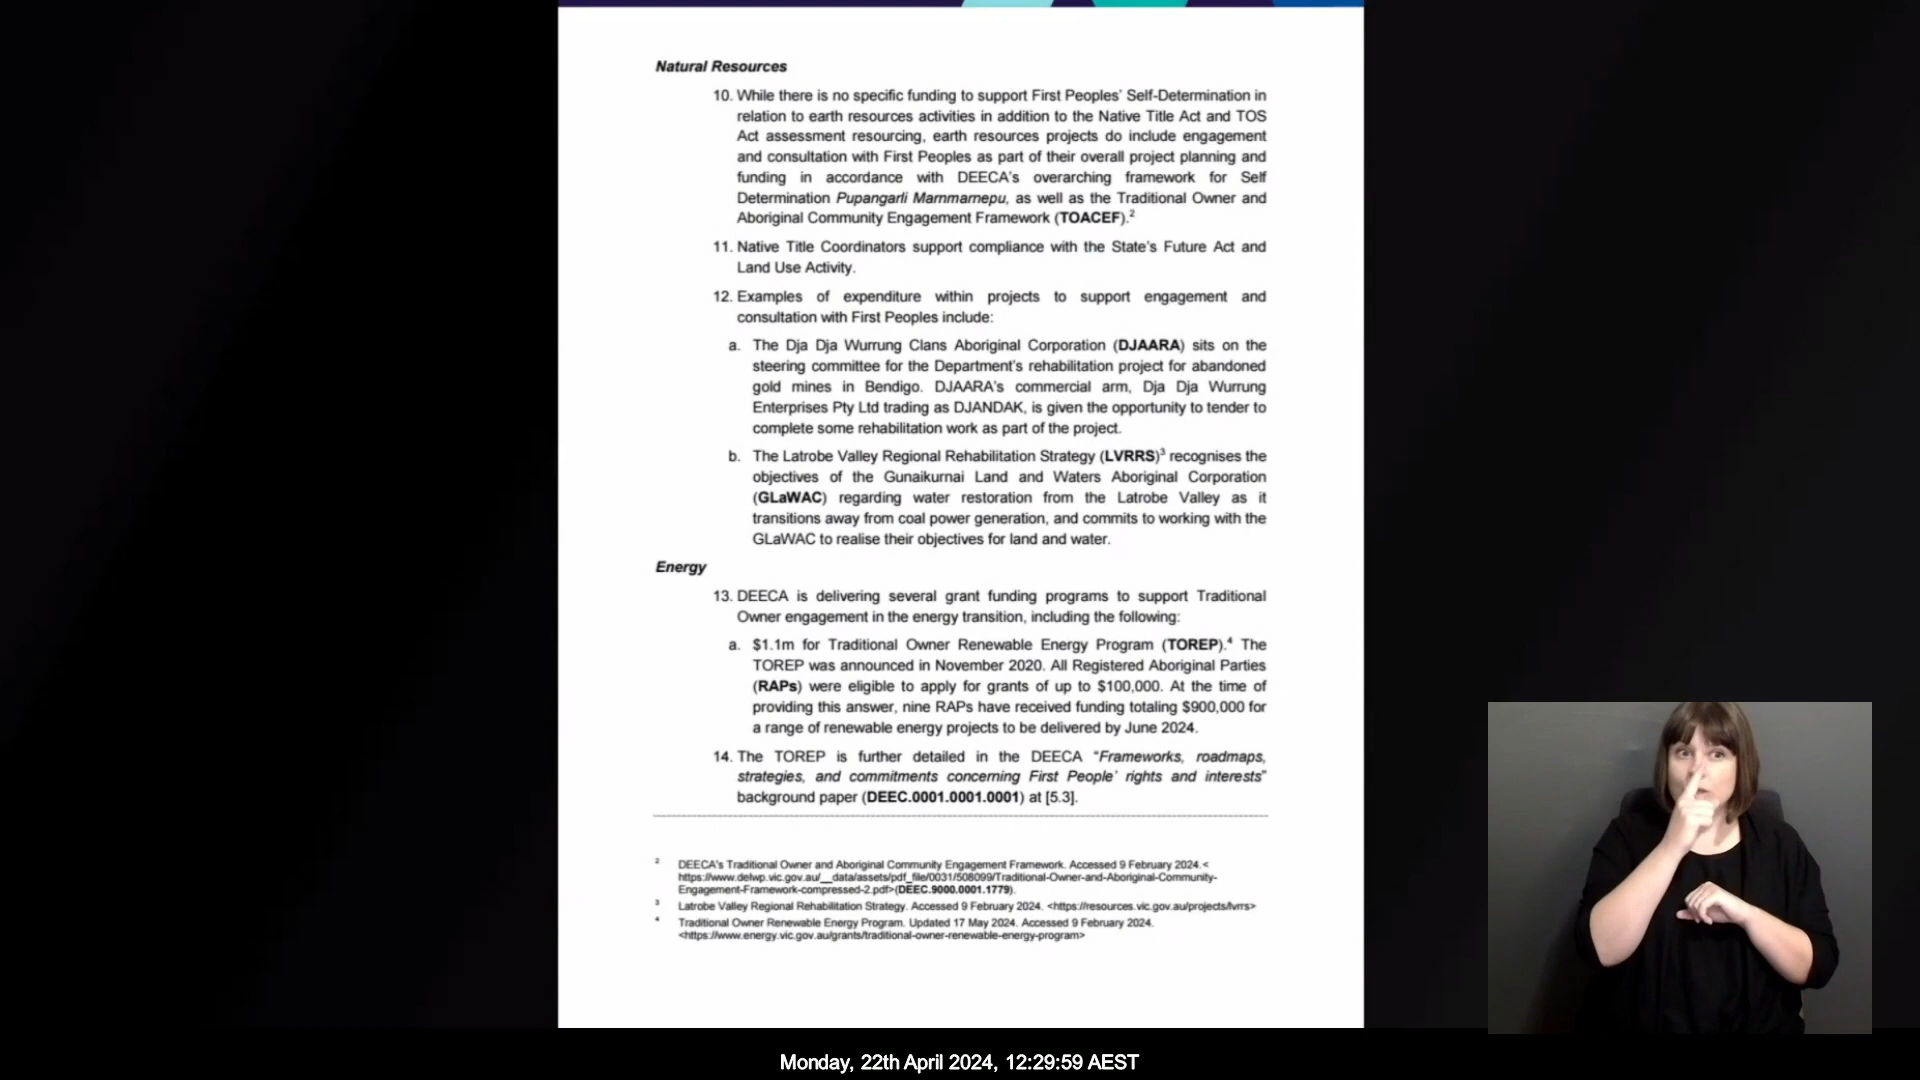 Natural Resources
10. While there is no specific funding to support First Peoples' Self-Determination in
relation to earth resources activities in addition to the Native Title Act and TOS
Act assessment resourcing, earth resources projects do include engagement
and consultation with First Peoples as part of their overall project planning and
funding in accordance with DEECA's overarching framework for Self
Determination Pupangarli Marnmarnepu, as well as the Traditional Owner and
Aboriginal Community Engagement Framework (TOACEF).2
11. Native Title Coordinators support compliance with the State's Future Act and
Land Use Activity.
12. Examples of expenditure within projects to support engagement and
consultation with First Peoples include:
a. The Dja Dja Wurrung Clans Aboriginal Corporation (DJAARA) sits on the
steering committee for the Department's rehabilitation project for abandoned
gold mines in Bendigo. DJAARA's commercial arm, Dja Dja Wurrung
Enterprises Pty Ltd trading as DJANDAK, is given the opportunity to tender to
complete some rehabilitation work as part of the project.
b. The Latrobe Valley Regional Rehabilitation Strategy (LVRRS)3 recognises the
objectives of the Gunaikurnai Land and Waters Aboriginal Corporation
(GLaWAC) regarding water restoration from the Latrobe Valley as it
transitions away from coal power generation, and commits to working with the
GLaWAC to realise their objectives for land and water.
Energy
13. DEECA is delivering several grant funding programs to support Traditional
Owner engagement in the energy transition, including the following:
a. $1.1m for Traditional Owner Renewable Energy Program (TOREP).4 The
TOREP was announced in November 2020. All Registered Aboriginal Parties
(RAPs) were eligible to apply for grants of up to $100,000. At the time of
providing this answer, nine RAPs have received funding totaling $900,000 for
a range of renewable energy projects to be delivered by June 2024.
14. The TOREP is further detailed in the DEECA "Frameworks, roadmaps,
strategies, and commitments concerning First People' rights and interests"
background paper (DEEC.0001.0001.0001) at [5.3].
2 DEECA's Traditional Owner and Aboriginal Community Engagement Framework. Accessed 9 February 2024.<
https://www.delwp.vic.gov.au/__data/assets/pdf_file/0031/508099/Traditional-Owner-and-Aboriginal-Community-
Engagement-Framework-compressed-2.pdf>(DEEC.9000.0001.1779).
3 Latrobe Valley Regional Rehabilitation Strategy. Accessed 9 February 2024. <https://resources.vic.gov.au/projects/lvrrs>
4 Traditional Owner Renewable Energy Program. Updated 17 May 2024. Accessed 9 February 2024.
<https://www.energy.vic.gov.au/grants/traditional-owner-renewable-energy-program>
Monday, 22th April 2024, 12:29:59 AEST